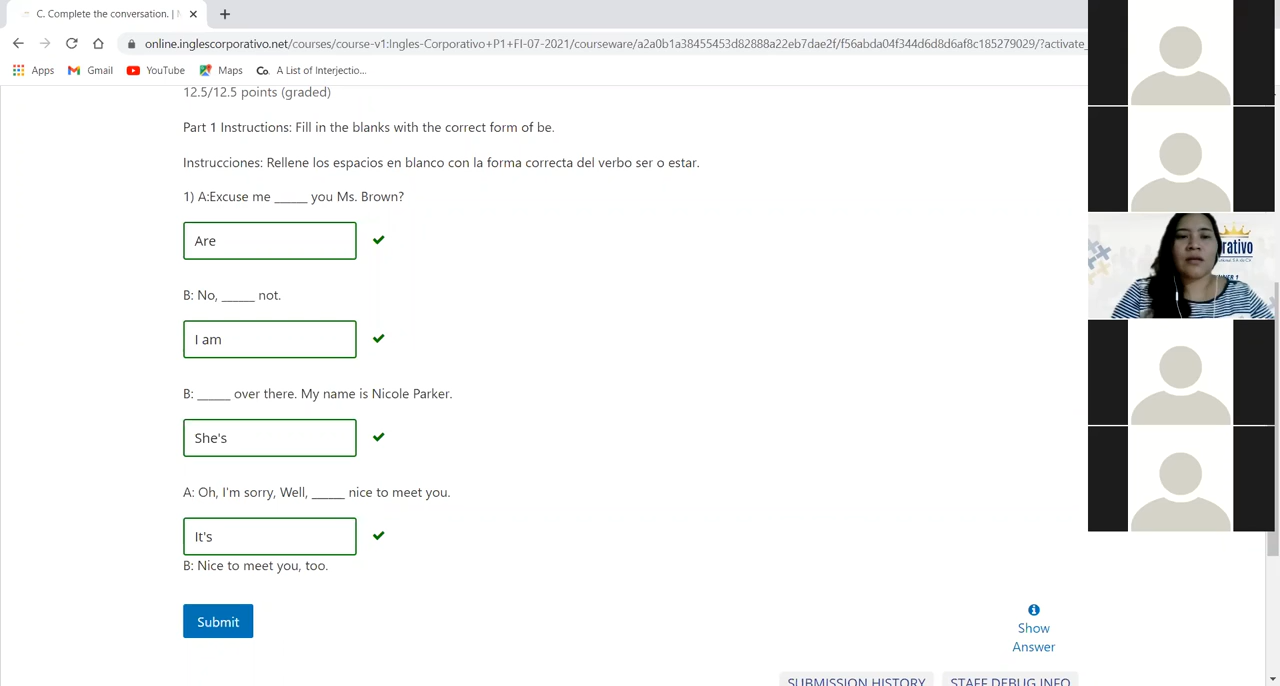 C. Complete the conversation. |
online.inglescorporativo.net/courses/course-v1:Ingles-Corporativo+P1+FI-07-2021/courseware/a2a0b1a38455453d82888a22eb7dae2f/f56abda04f344d6d8d6af8c185279029/?activate_
Apps Gmail YouTube Maps Co. A List of Interjectio...
12.5/12.5 points (graded)
Part 1 Instructions: Fill in the blanks with the correct form of be.
Instrucciones: Rellene los espacios en blanco con la forma correcta del verbo ser o estar.
1) A:Excuse me _____ you Ms. Brown?
Are
B: No, _____ not.
I am
B: _____ over there. My name is Nicole Parker.
She's
A: Oh, I'm sorry, Well, _____ nice to meet you.
It's
B: Nice to meet you, too.
Submit
Show
Answer
SUBMISSION HISTORY STAFF DEBUG INFO